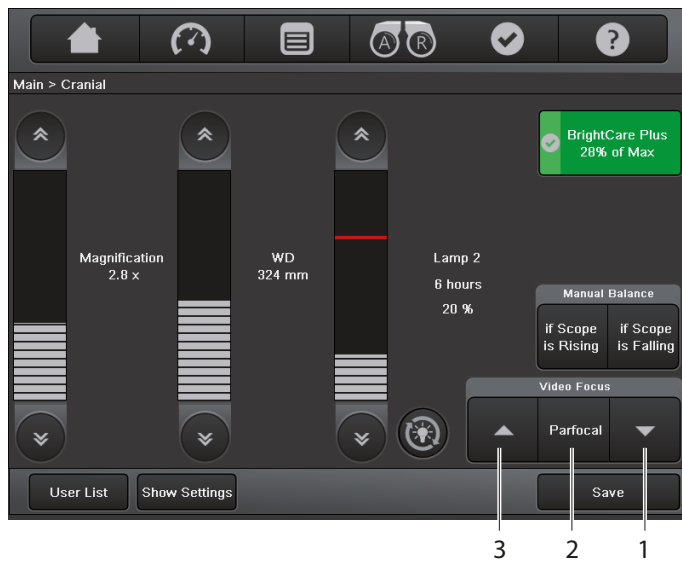 A R
?
Main > Cranial
BrightCare Plus
28% of Max
Magnification
2.8 x
WD
324 mm
Lamp 2
6 hours
20 %
Manual Balance
if Scope
is Rising
if Scope
is Falling
Video Focus
Parfocal
User List
Show Settings
Save
3 2 1